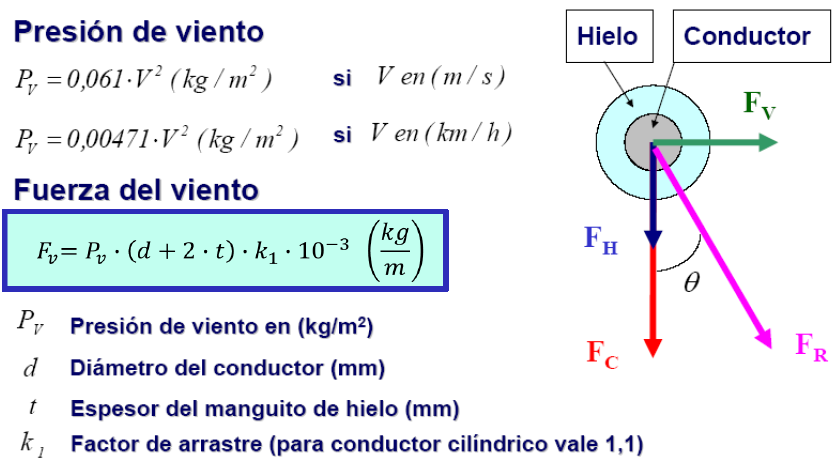 Presión de viento
P_V = 0,061·V² (kg / m²) si V en (m / s)
P_V = 0,00471·V² (kg / m²) si V en (km / h)
Fuerza del viento
F_v = P_v · (d + 2 · t) · k₁ · 10⁻³ (kg/m)
P_V Presión de viento en (kg/m²)
d Diámetro del conductor (mm)
t Espesor del manguito de hielo (mm)
k₁ Factor de arrastre (para conductor cilíndrico vale 1,1)
Hielo
Conductor
F_V
F_H
θ
F_C
F_R